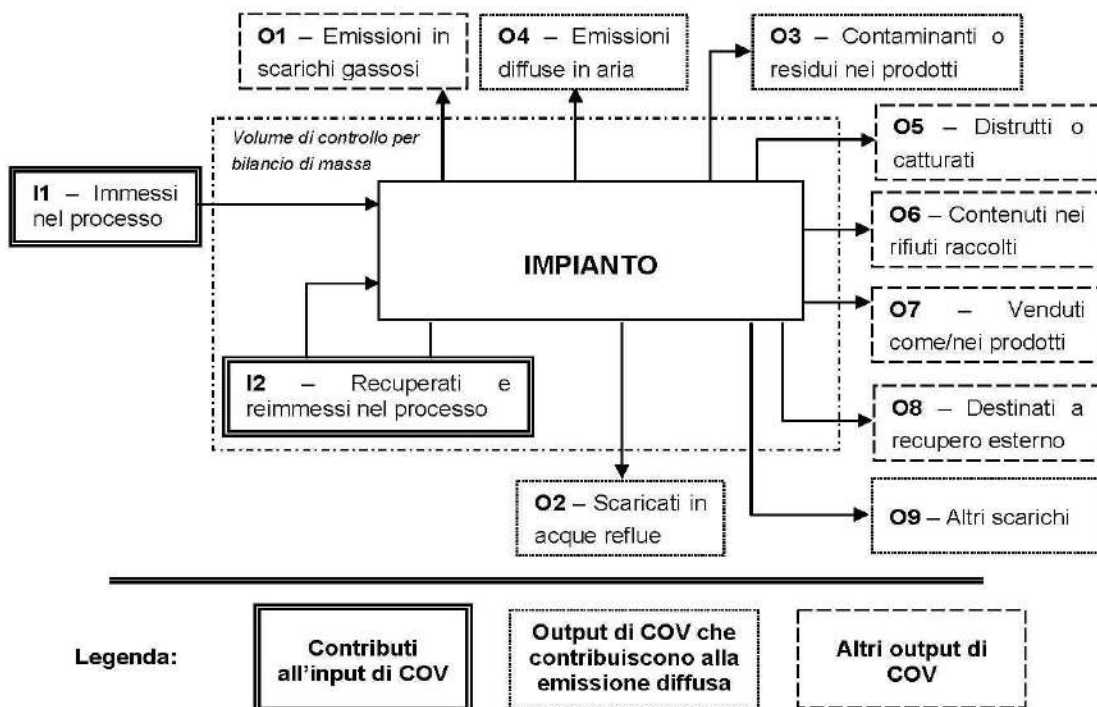 O1 – Emissioni in
scarichi gassosi
O4 – Emissioni
diffuse in aria
O3 – Contaminanti o
residui nei prodotti
Volume di controllo per
bilancio di massa
O5 – Distrutti o
catturati
I1 – Immessi
nel processo
O6 – Contenuti nei
rifiuti raccolti
IMPIANTO
O7 – Venduti
come/nei prodotti
I2 – Recuperati e
reimmessi nel processo
O8 – Destinati a
recupero esterno
O2 – Scaricati in
acque reflue
O9 – Altri scarichi
Legenda:
Contributi
all'input di COV
Output di COV che
contribuiscono alla
emissione diffusa
Altri output di
COV